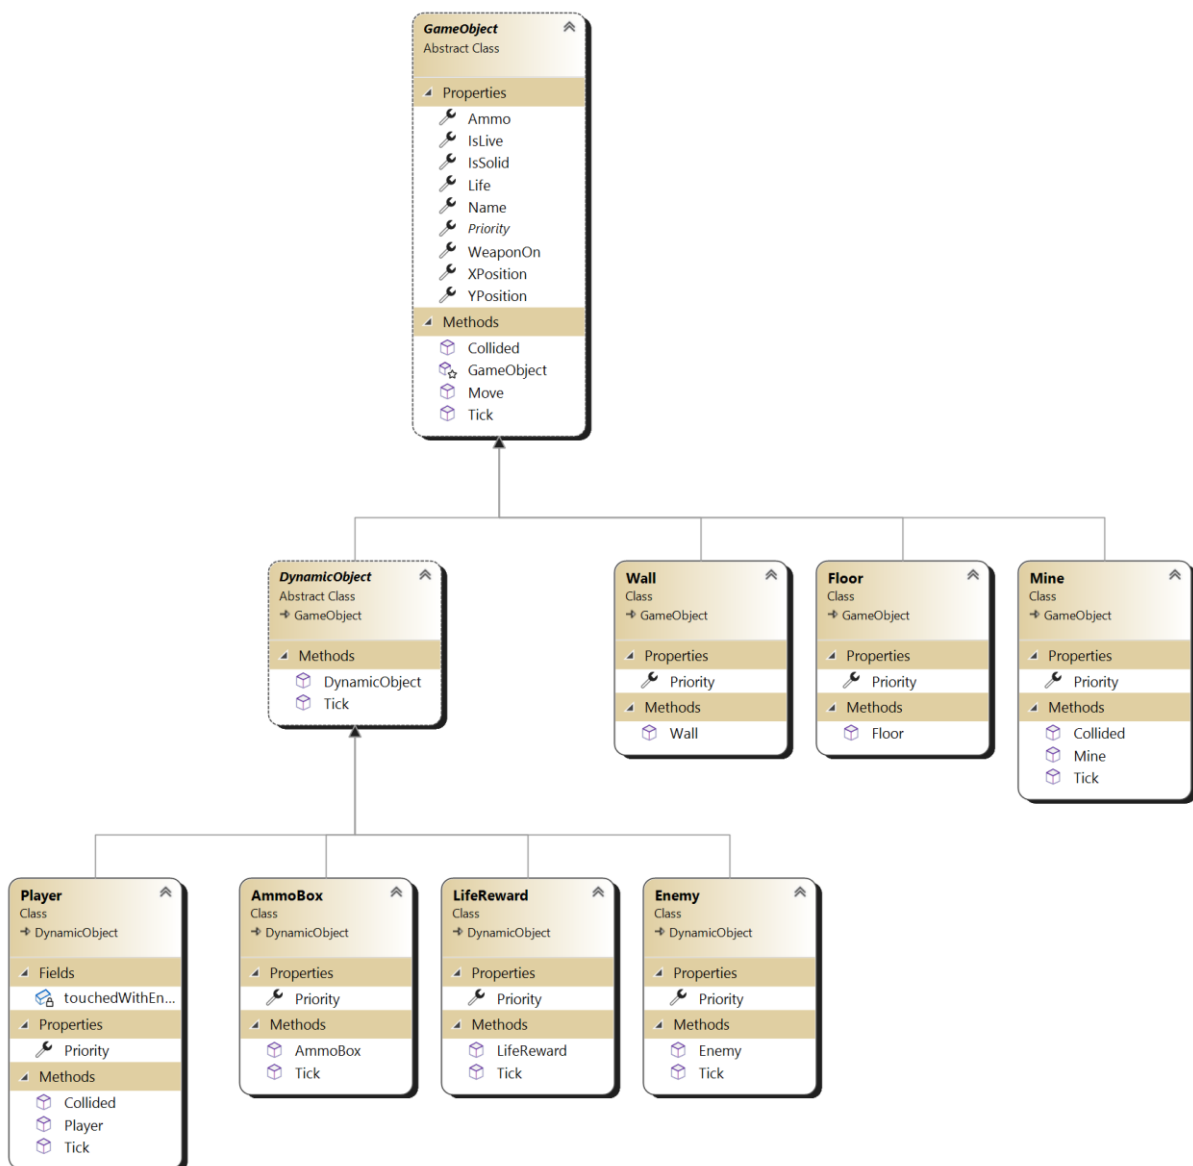 GameObject
Abstract Class
Properties
Ammo
IsLive
IsSolid
Life
Name
Priority
WeaponOn
XPosition
YPosition
Methods
Collided
GameObject
Move
Tick
DynamicObject
Abstract Class
GameObject
Methods
DynamicObject
Tick
Wall
Class
GameObject
Properties
Priority
Methods
Wall
Floor
Class
GameObject
Properties
Priority
Methods
Floor
Mine
Class
GameObject
Properties
Priority
Methods
Collided
Mine
Tick
Player
Class
DynamicObject
Fields
touchedWithEn...
Properties
Priority
Methods
Collided
Player
Tick
AmmoBox
Class
DynamicObject
Properties
Priority
Methods
AmmoBox
Tick
LifeReward
Class
DynamicObject
Properties
Priority
Methods
LifeReward
Tick
Enemy
Class
DynamicObject
Properties
Priority
Methods
Enemy
Tick